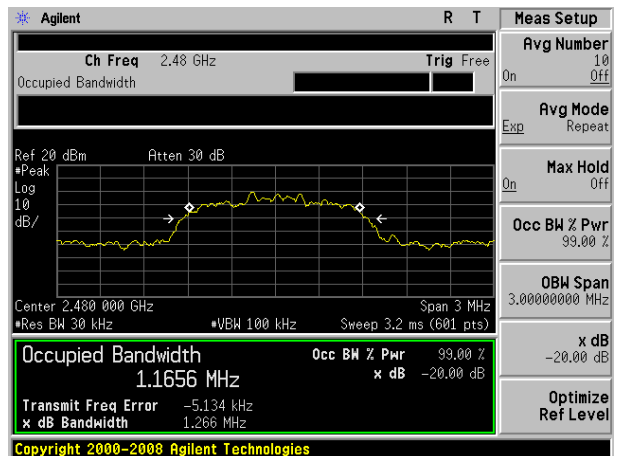 Agilent R T
Ch Freq 2.48 GHz Trig Free
Occupied Bandwidth
Ref 20 dBm Atten 30 dB
#Peak
Log
10
dB/
Center 2.480 000 GHz Span 3 MHz
#Res BW 30 kHz #VBW 100 kHz Sweep 3.2 ms (601 pts)
Occupied Bandwidth Occ BW % Pwr 99.00 %
1.1656 MHz x dB -20.00 dB
Transmit Freq Error -5.134 kHz
x dB Bandwidth 1.266 MHz
Copyright 2000-2008 Agilent Technologies
Meas Setup
Avg Number
10
On Off
Avg Mode
Exp Repeat
Max Hold
On Off
Occ BW % Pwr
99.00 %
OBW Span
3.00000000 MHz
x dB
-20.00 dB
Optimize
Ref Level